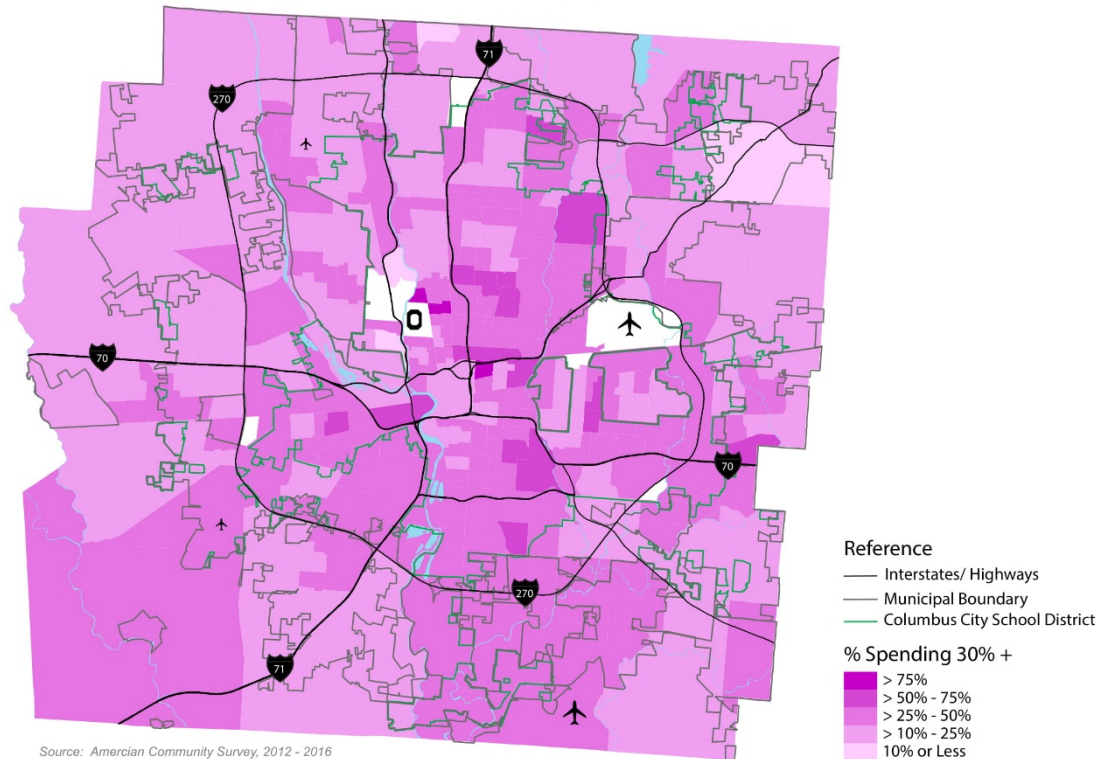 71
270
70
70
270
71
Reference
Interstates/ Highways
Municipal Boundary
Columbus City School District
% Spending 30% +
> 75%
> 50% - 75%
> 25% - 50%
> 10% - 25%
10% or Less
Source: Amercian Community Survey, 2012 - 2016